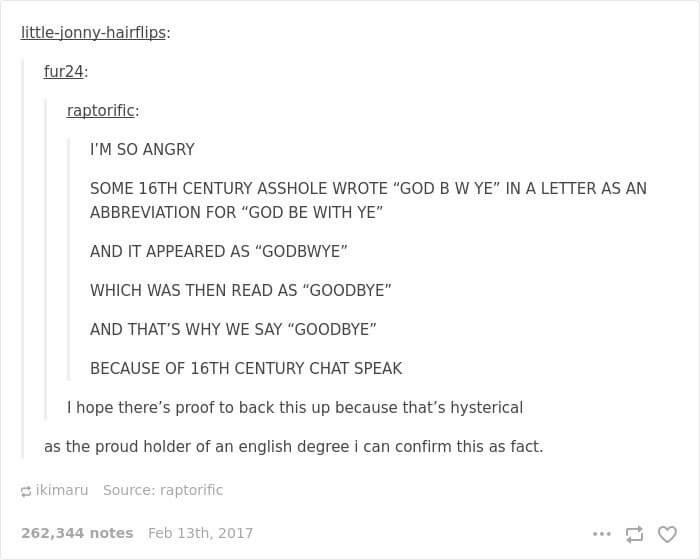 little-jonny-hairflips:
fur24:
raptorific:
I'M SO ANGRY
SOME 16TH CENTURY ASSHOLE WROTE “GOD B W YE” IN A LETTER AS AN
ABBREVIATION FOR “GOD BE WITH YE”
AND IT APPEARED AS “GODBWYE”
WHICH WAS THEN READ AS “GOODBYE”
AND THAT'S WHY WE SAY “GOODBYE”
BECAUSE OF 16TH CENTURY CHAT SPEAK
I hope there's proof to back this up because that's hysterical
as the proud holder of an english degree i can confirm this as fact.
ikimaru Source: raptorific
262,344 notes Feb 13th, 2017